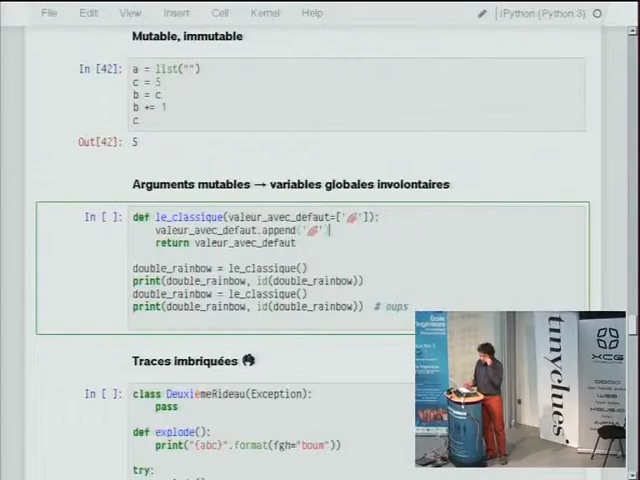 File Edit View Insert Cell Kernel Help (Python (Python 3)
Mutable, immutable
In [42]: a = list("")
c = 5
b = c
b += 1
c
Out[42]: 5
Arguments mutables → variables globales involontaires
In [ ]: def le_classique(valeur_avec_defaut=['🌈']):
valeur_avec_defaut.append('🌈')
return valeur_avec_defaut
double_rainbow = le_classique()
print(double_rainbow, id(double_rainbow))
double_rainbow = le_classique()
print(double_rainbow, id(double_rainbow)) # oups
Traces imbriquées
In [ ]: class DeuxièmeRideau(Exception):
pass
def explode():
print("{abc}".format(fgh="boum"))
try:
tinyclues
XCG